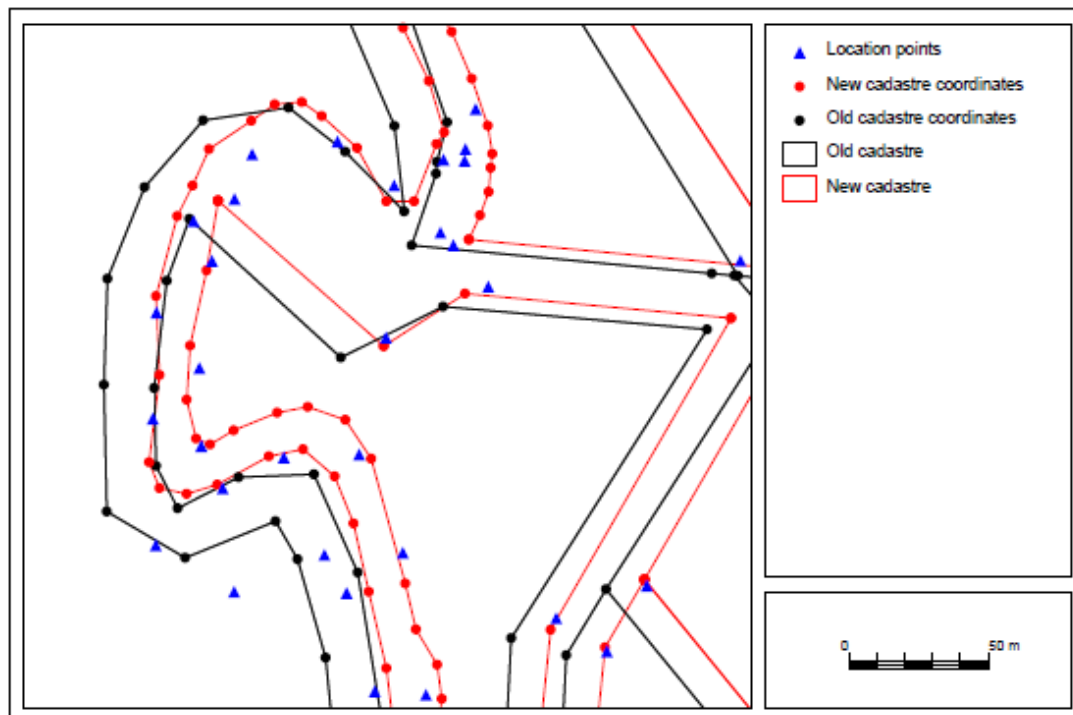 Location points
New cadastre coordinates
Old cadastre coordinates
Old cadastre
New cadastre
0 50 m